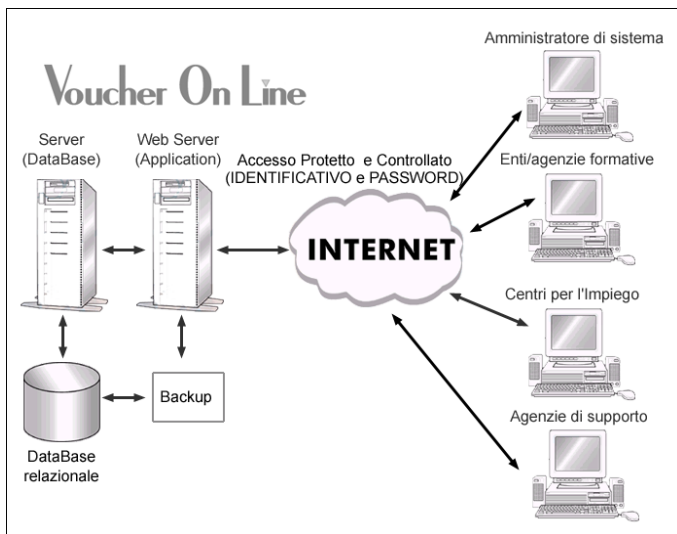 Voucher On Line
Server
(DataBase)
Web Server
(Application)
Accesso Protetto e Controllato
(IDENTIFICATIVO e PASSWORD)
INTERNET
Amministratore di sistema
Enti/agenzie formative
Centri per l'Impiego
Agenzie di supporto
Backup
DataBase
relazionale